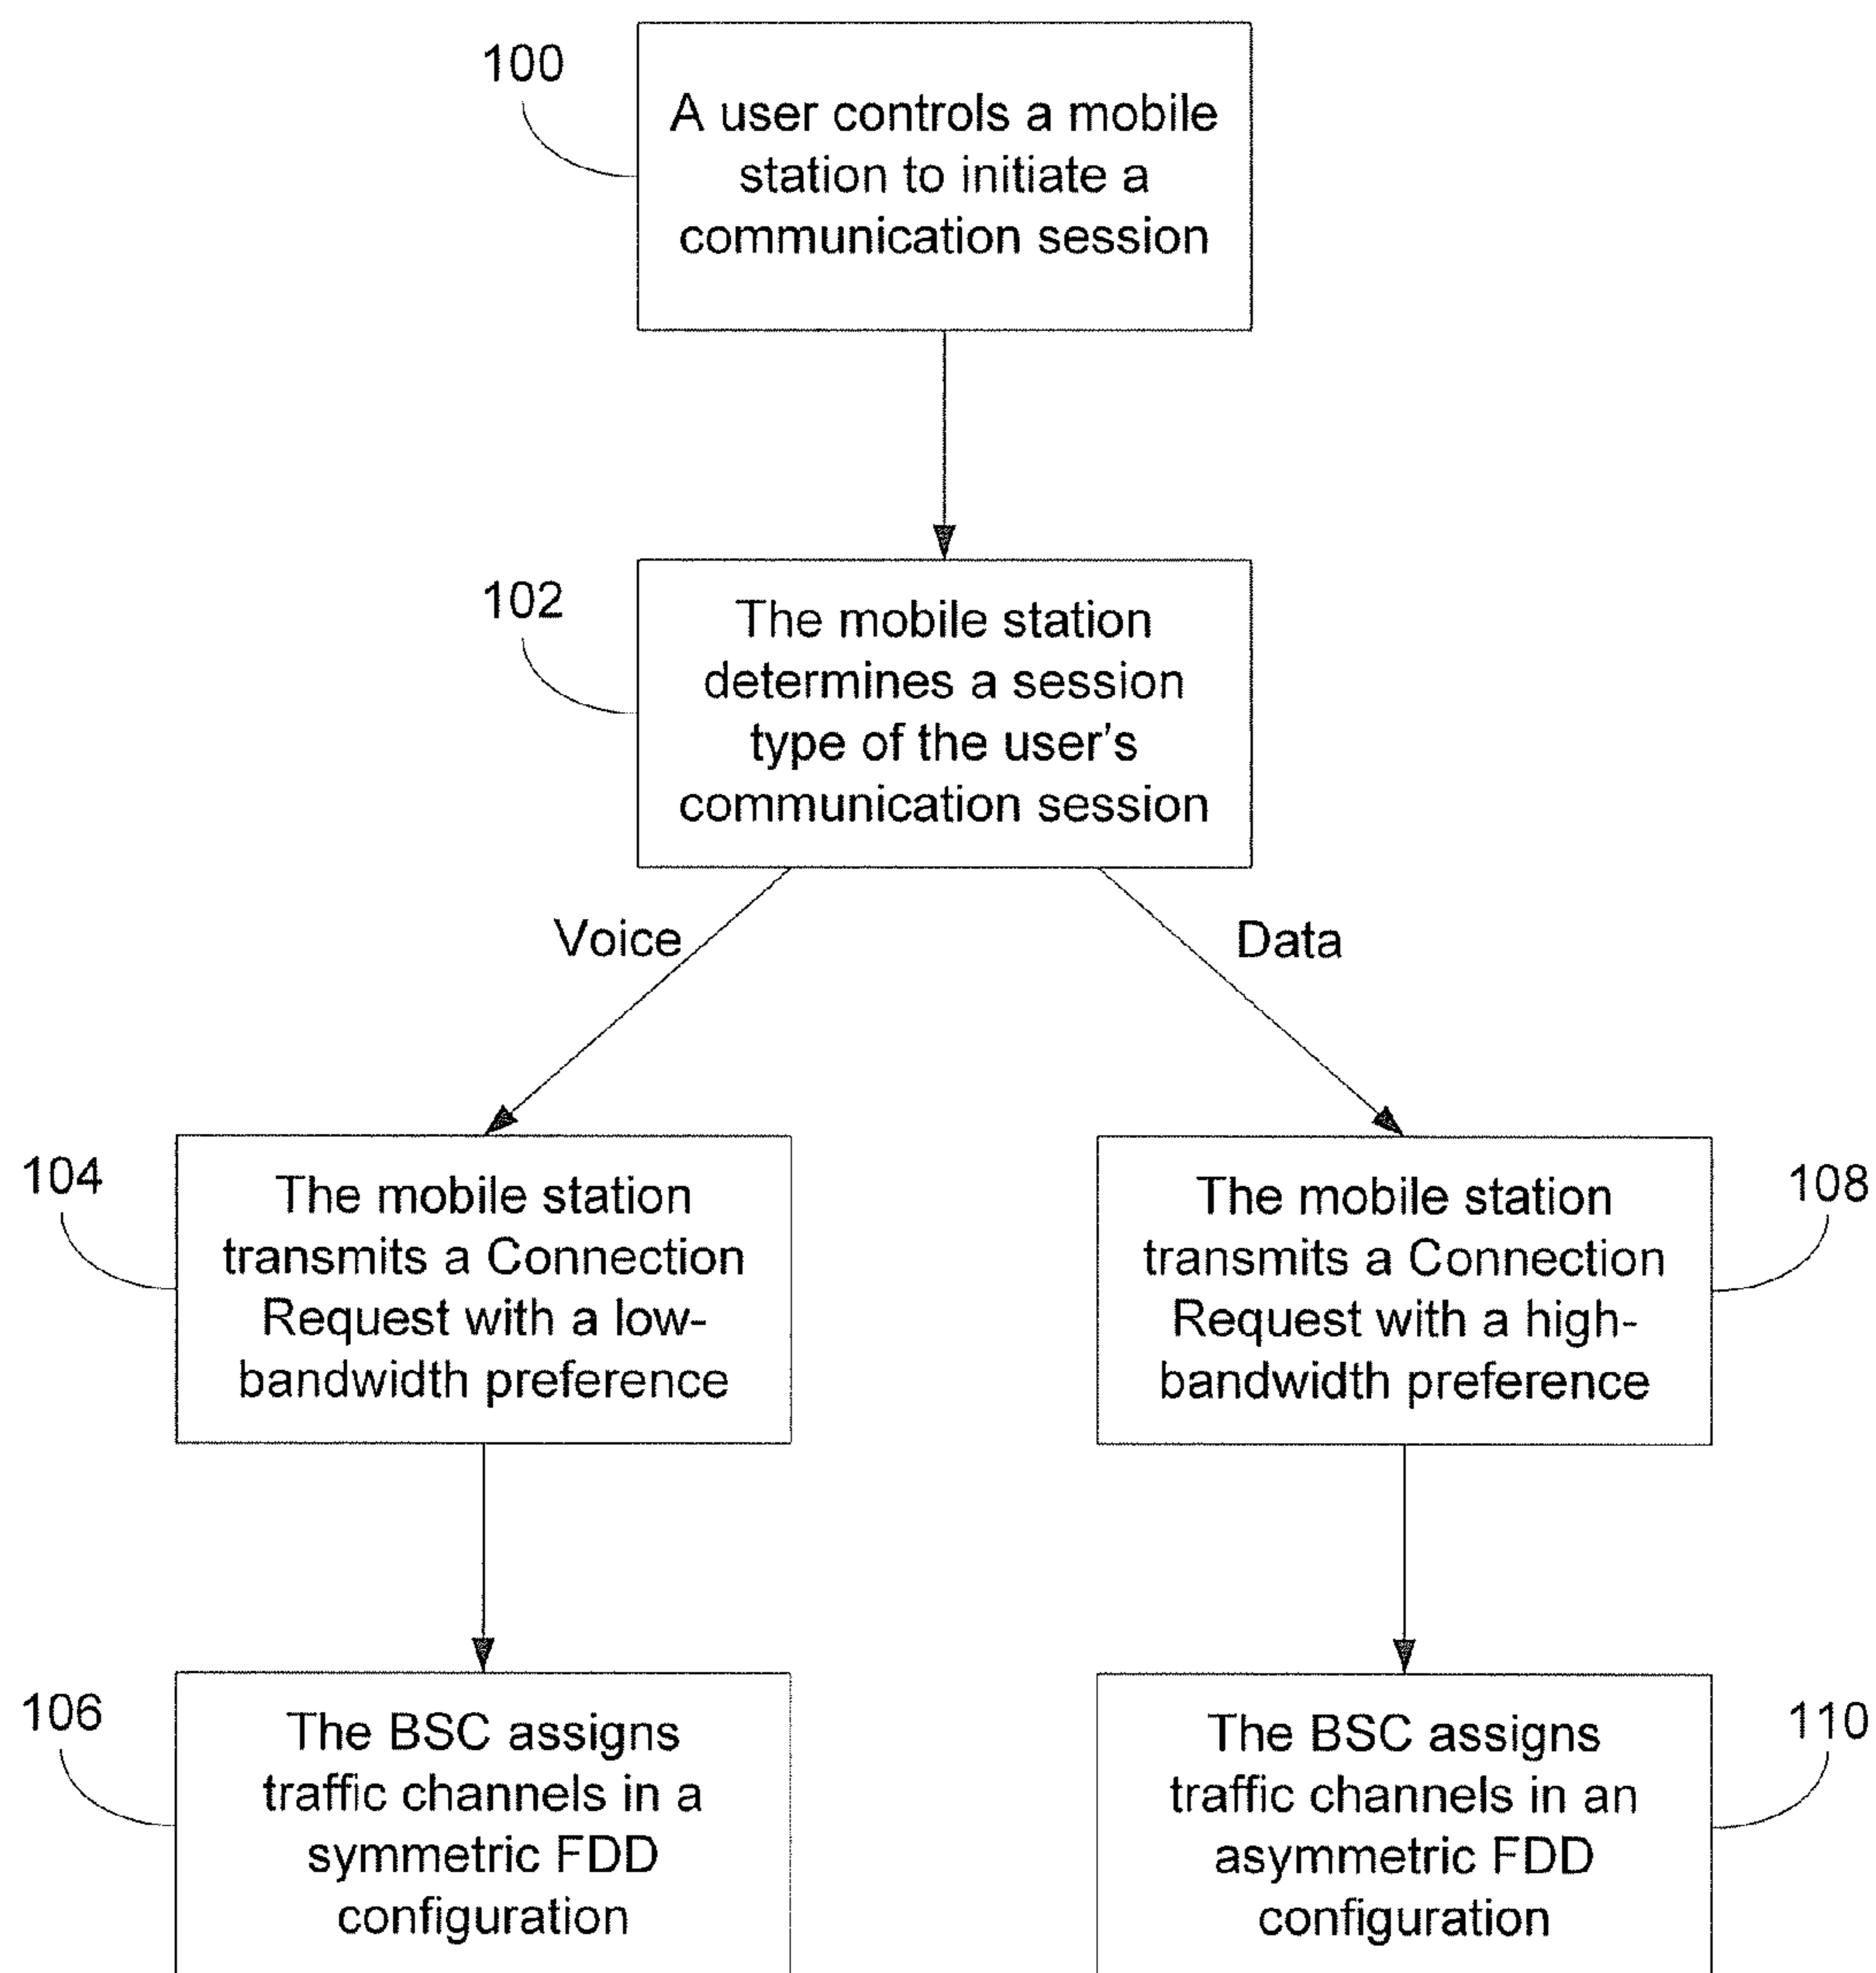 100
A user controls a mobile
station to initiate a
communication session
102
The mobile station
determines a session
type of the user's
communication session
Voice
Data
104
The mobile station
transmits a Connection
Request with a low-
bandwidth preference
108
The mobile station
transmits a Connection
Request with a high-
bandwidth preference
106
The BSC assigns
traffic channels in a
symmetric FDD
configuration
110
The BSC assigns
traffic channels in an
asymmetric FDD
configuration